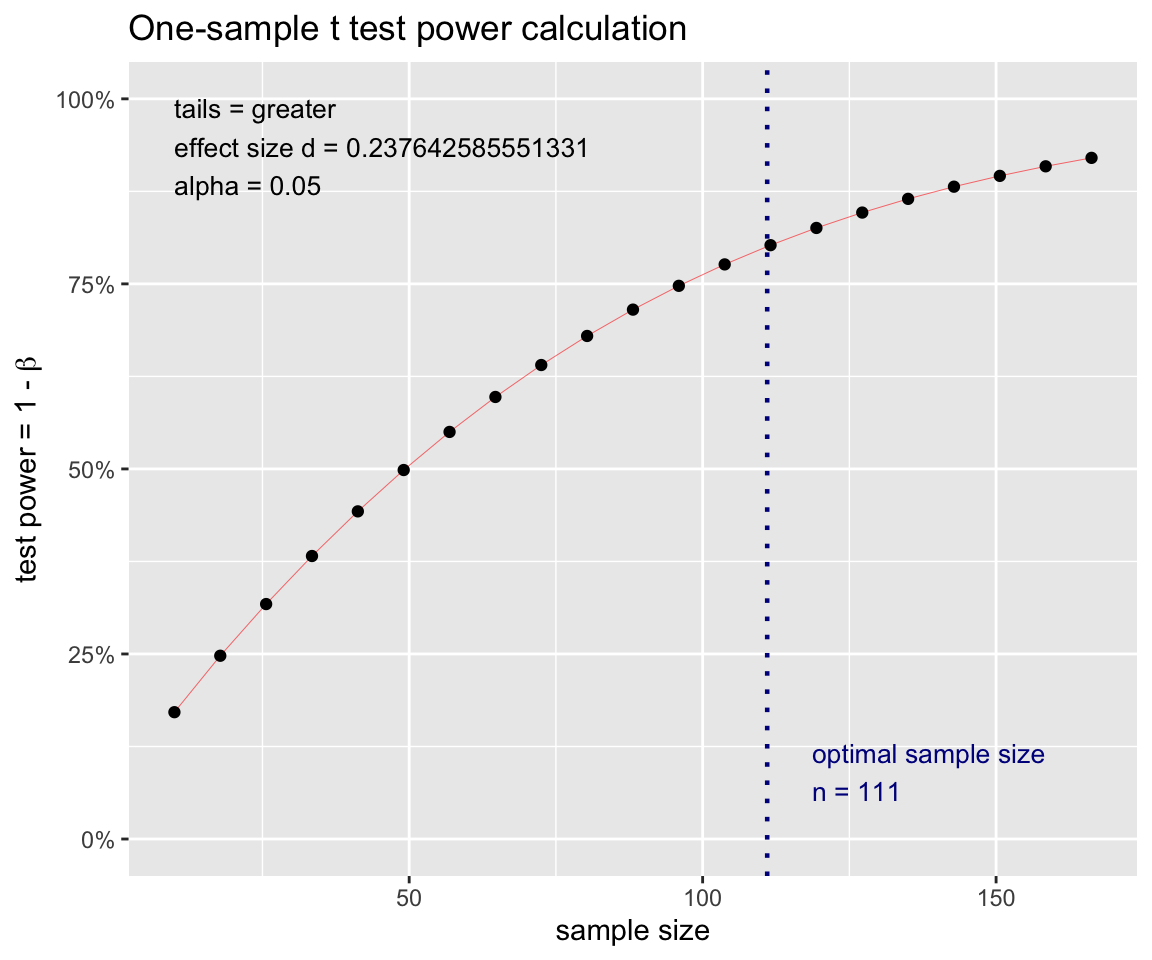 One-sample t test power calculation
tails = greater
effect size d = 0.237642585551331
alpha = 0.05
100%
75%
50%
25%
0%
test power = 1 - β
optimal sample size
n = 111
50
100
150
sample size